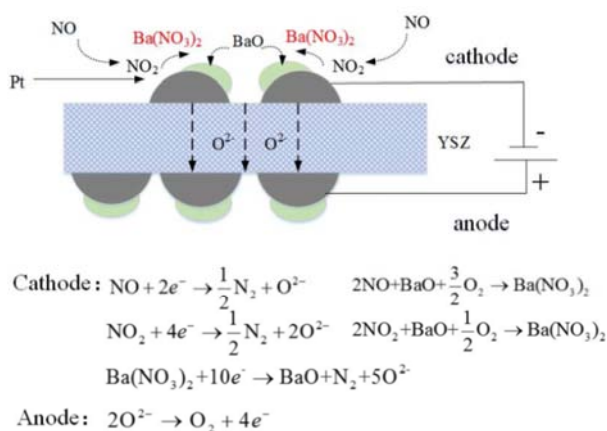 NO
Ba(NO₃)₂
BaO
Ba(NO₃)₂
NO
NO₂
NO₂
cathode
Pt
O²⁻
O²⁻
YSZ
-
+
anode
Cathode: NO + 2e⁻ → 1/2 N₂ + O²⁻
2NO+BaO+3/2 O₂ → Ba(NO₃)₂
NO₂ + 4e⁻ → 1/2 N₂ + 2O²⁻
2NO₂+BaO+1/2 O₂ → Ba(NO₃)₂
Ba(NO₃)₂+10e⁻ → BaO+N₂+5O²⁻
Anode: 2O²⁻ → O₂ + 4e⁻